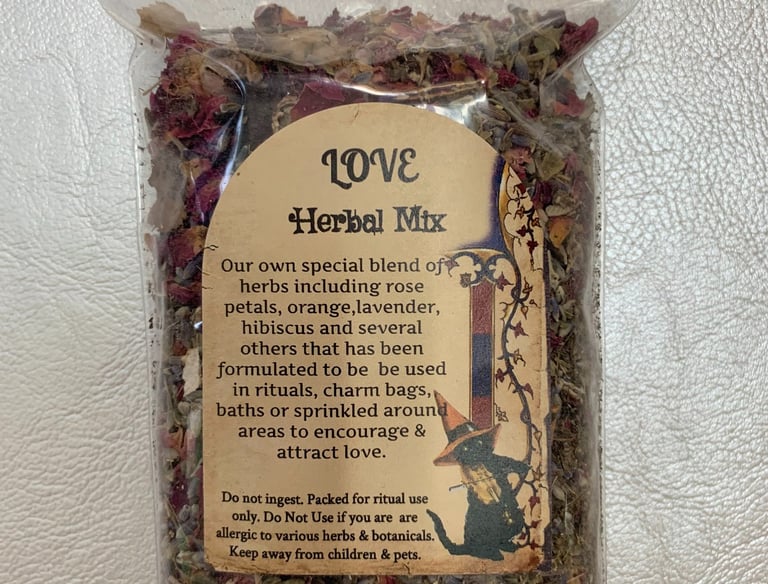 LOVE
Herbal Mix
Our own special blend of
herbs including rose
petals, orange,lavender,
hibiscus and several
others that has been
formulated to be be used
in rituals, charm bags,
baths or sprinkled around
areas to encourage &
attract love.
Do not ingest. Packed for ritual use
only. Do Not Use if you are are
allergic to various herbs & botanicals.
Keep away from children & pets.